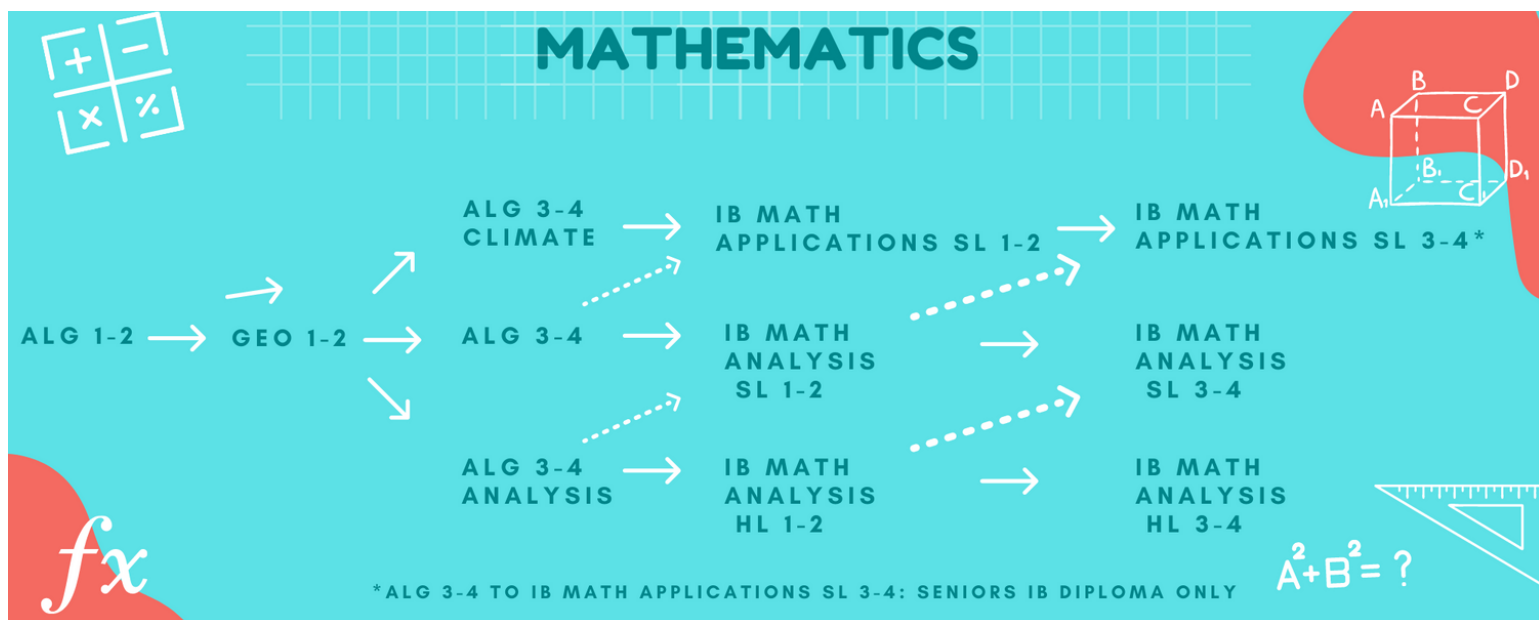 MATHEMATICS
+ -
× %
B D
A C
B₁ D₁
A₁ C₁
ALG 3-4
CLIMATE
IB MATH
APPLICATIONS SL 1-2
IB MATH
APPLICATIONS SL 3-4*
ALG 1-2
GEO 1-2
ALG 3-4
IB MATH
ANALYSIS
SL 1-2
IB MATH
ANALYSIS
SL 3-4
ALG 3-4
ANALYSIS
IB MATH
ANALYSIS
HL 1-2
IB MATH
ANALYSIS
HL 3-4
fx
A²+B²= ?
*ALG 3-4 TO IB MATH APPLICATIONS SL 3-4: SENIORS IB DIPLOMA ONLY